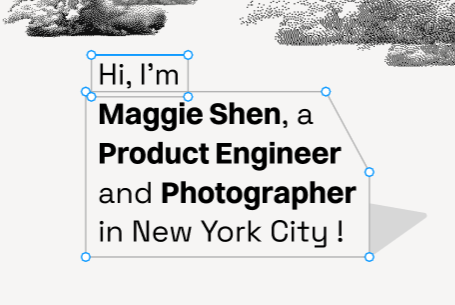 Hi, I'm
Maggie Shen, a
Product Engineer
and Photographer
in New York City !